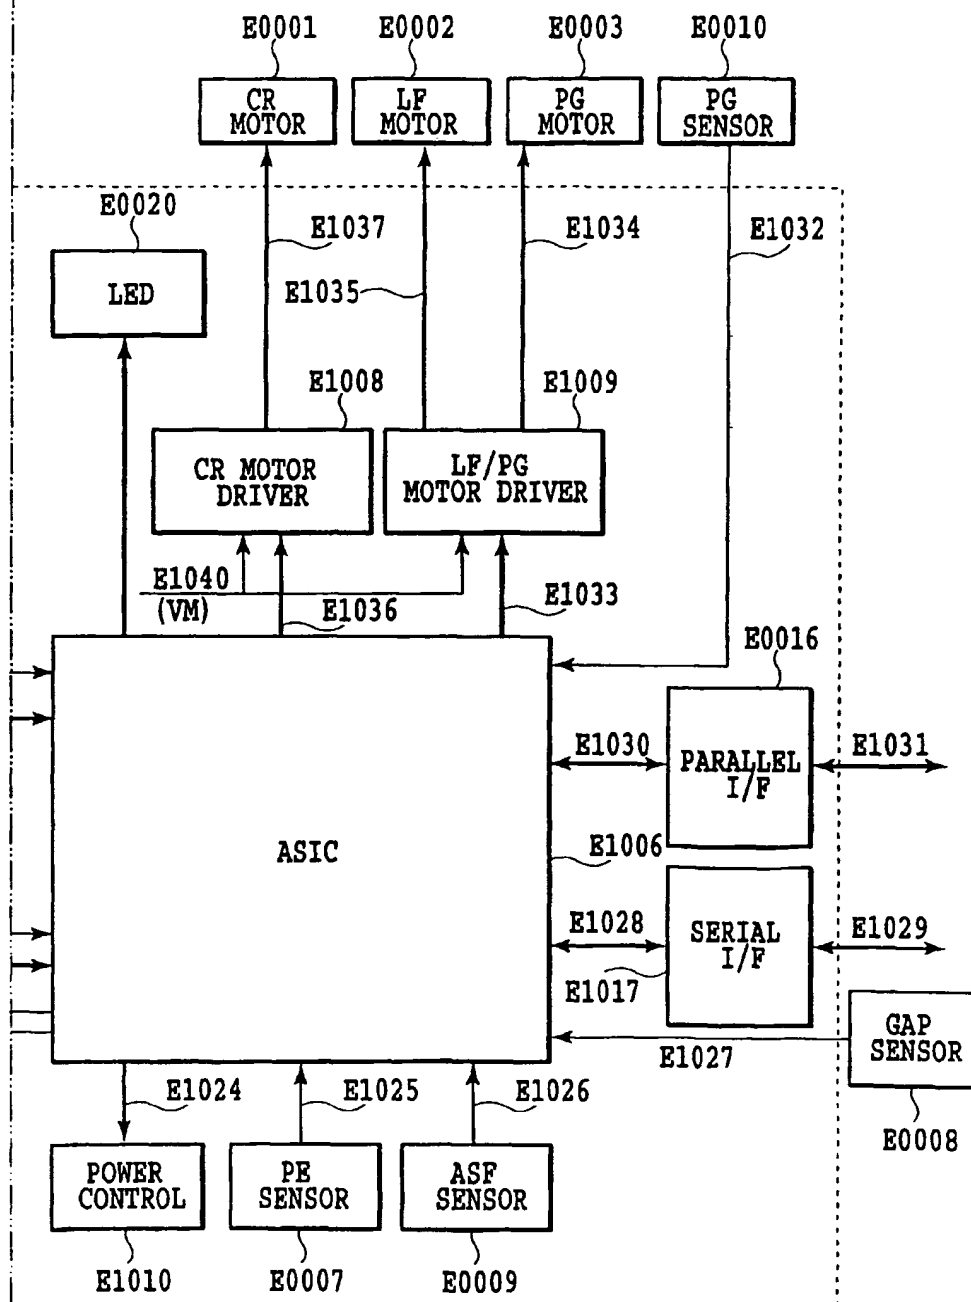 E0001
E0002
E0003
E0010
CR
MOTOR
LF
MOTOR
PG
MOTOR
PG
SENSOR
E0020
E1037
E1034
E1032
LED
E1035
E1008
E1009
CR MOTOR
DRIVER
LF/PG
MOTOR DRIVER
E1040
(VM)
E1036
E1033
E0016
E1030
PARALLEL
I/F
E1031
ASIC
E1006
E1028
SERIAL
I/F
E1029
E1017
GAP
SENSOR
E1027
E1024
E1025
E1026
E0008
POWER
CONTROL
PE
SENSOR
ASF
SENSOR
E1010
E0007
E0009